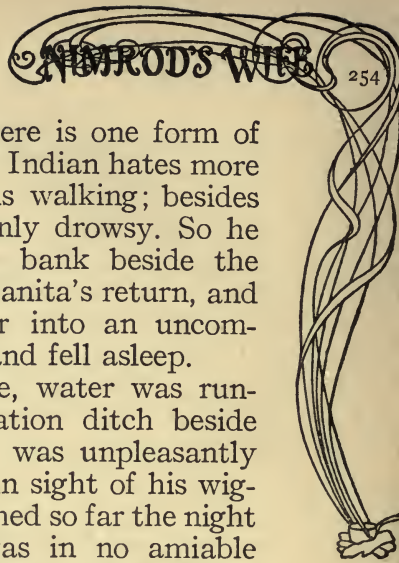 NIMROD'S WIFE
254
ere is one form of
Indian hates more
s walking; besides
nly drowsy. So he
bank beside the
anita's return, and
r into an uncom-
nd fell asleep.
e, water was run-
ation ditch beside
was unpleasantly
n sight of his wig-
ned so far the night
vas in no amiable